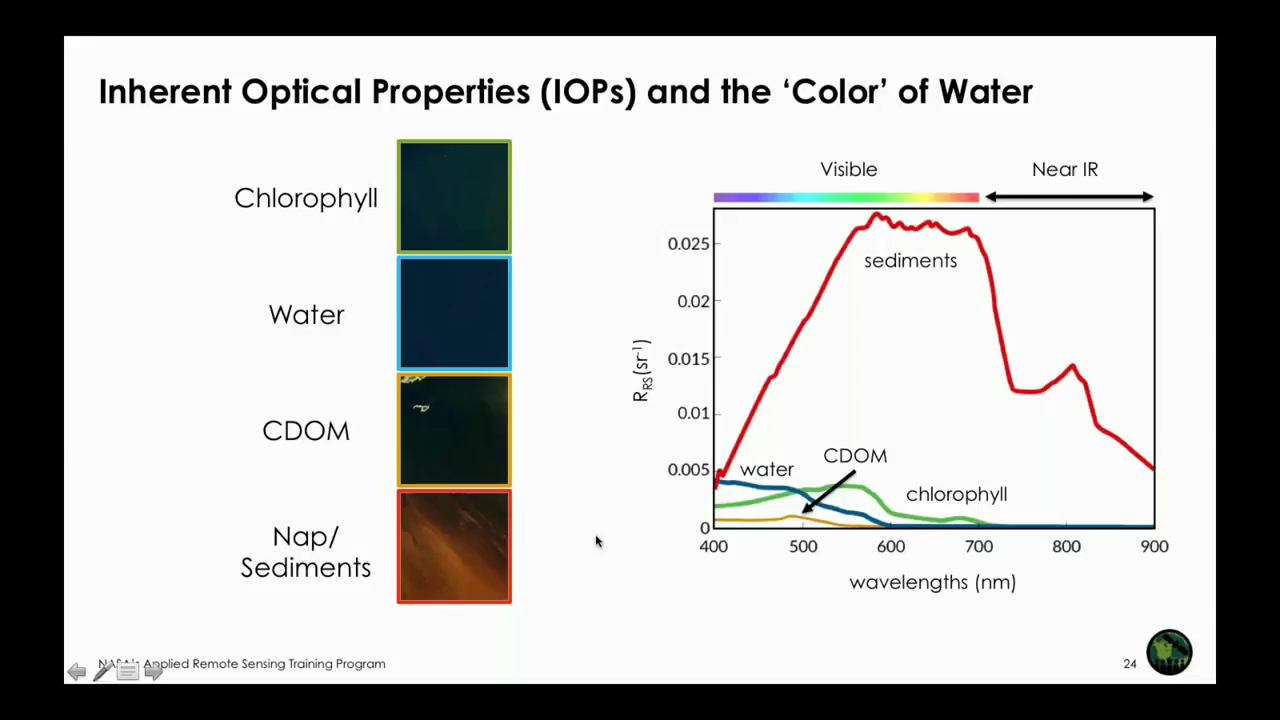 Inherent Optical Properties (IOPs) and the ‘Color’ of Water
Chlorophyll
Water
CDOM
Nap/
Sediments
Visible
Near IR
sediments
water
CDOM
chlorophyll
0.025
0.02
0.015
0.01
0.005
0
RRS(sr-1)
400 500 600 700 800 900
wavelengths (nm)
NASA's Applied Remote Sensing Training Program
24